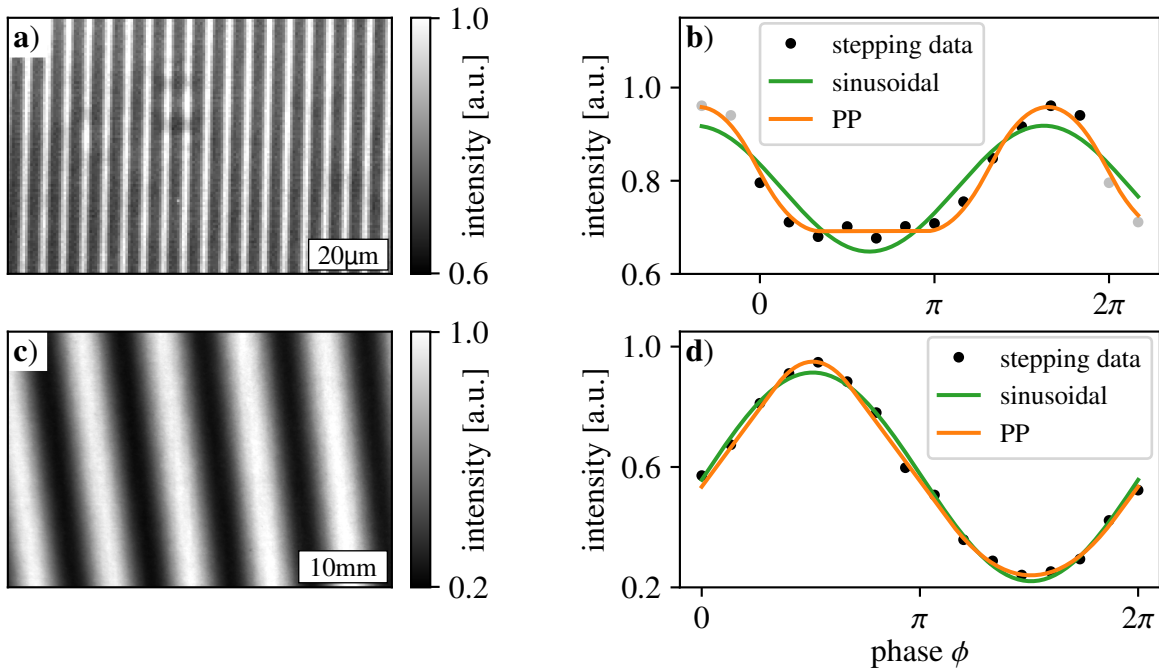 a)
1.0
intensity [a.u.]
0.6
20μm
b)
stepping data
sinusoidal
PP
intensity [a.u.]
1.0
0.8
0.6
0
π
2π
c)
1.0
intensity [a.u.]
0.2
10mm
d)
stepping data
sinusoidal
PP
intensity [a.u.]
1.0
0.6
0.2
0
π
2π
phase ϕ